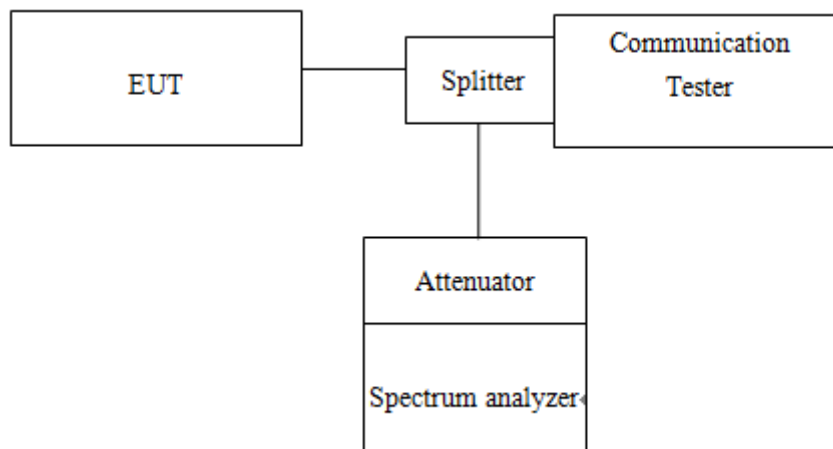 EUT
Splitter
Communication
Tester
Attenuator
Spectrum analyzer